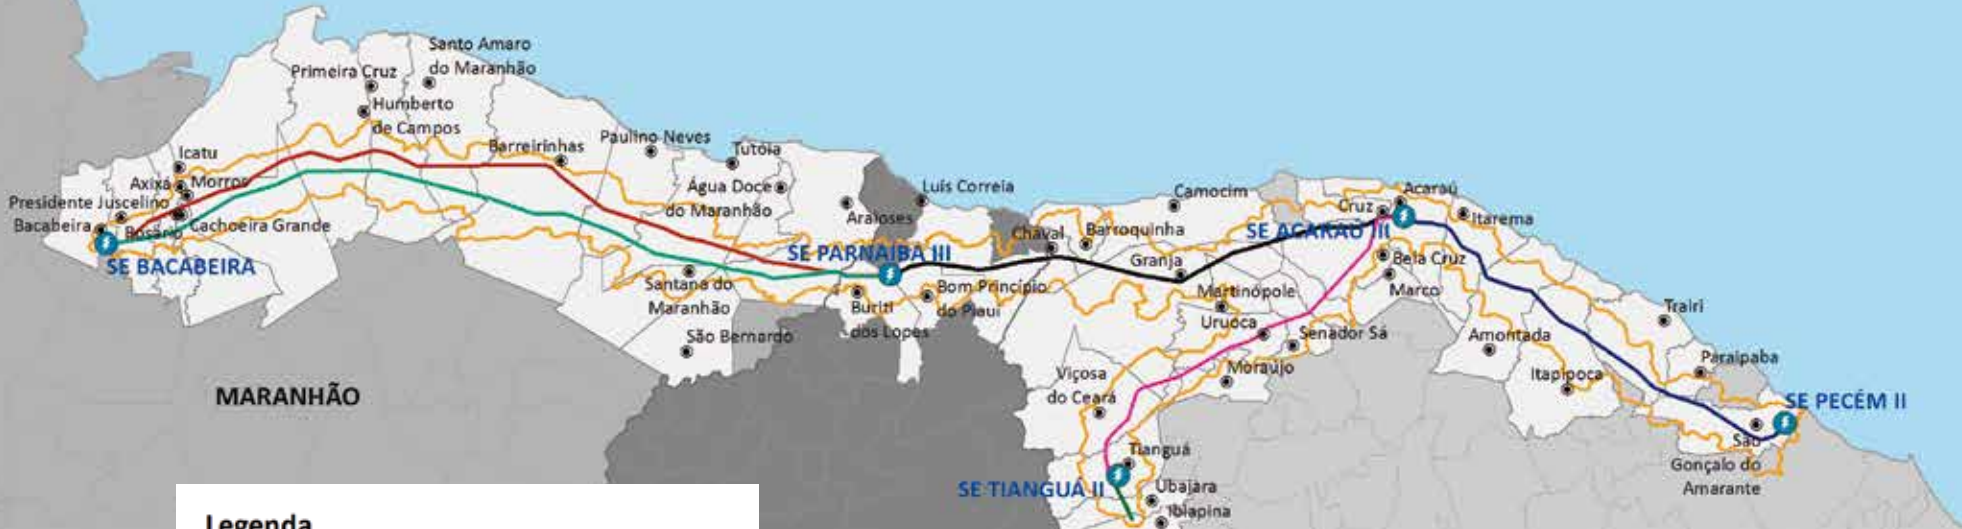 Santo Amaro
do Maranhão
Primeira Cruz
Humberto
de Campos
Icatu
Axixá
Morros
Presidente Juscelino
Bacabeira
Rosário
Cachoeira Grande
SE BACABEIRA
Barreirinhas
Paulino Neves
Tutóia
Água Doce
do Maranhão
Araioses
Luís Correia
SE PARNAÍBA III
Santana do
Maranhão
São Bernardo
Buriti
dos Lopes
Bom Princípio
do Piauí
Chaval
Barroquinha
Camocim
Granja
Martinópole
Uruoca
Senador Sá
Moraújo
Viçosa
do Ceará
Tianguá
SE TIANGUÁ II
Ubajara
Ibiapina
Cruz
Acaraú
SE ACARAÚ III
Itarema
Bela Cruz
Marco
Amontada
Itapipoca
Trairi
Paraipaba
SE PECÉM II
São
Gonçalo do
Amarante
MARANHÃO
Legenda